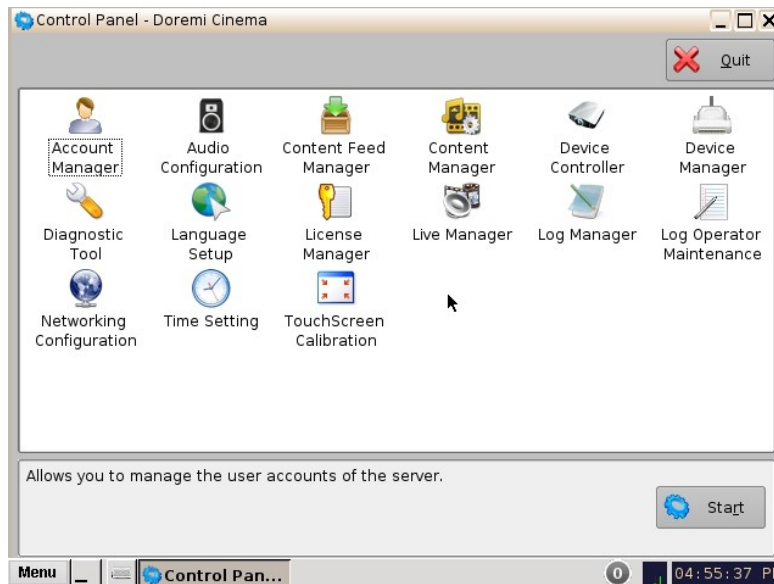 Control Panel - Doremi Cinema
Quit
Account Manager
Audio Configuration
Content Feed Manager
Content Manager
Device Controller
Device Manager
Diagnostic Tool
Language Setup
License Manager
Live Manager
Log Manager
Log Operator Maintenance
Networking Configuration
Time Setting
TouchScreen Calibration
Allows you to manage the user accounts of the server.
Start
Menu
Control Pan...
0
04:55:37 P